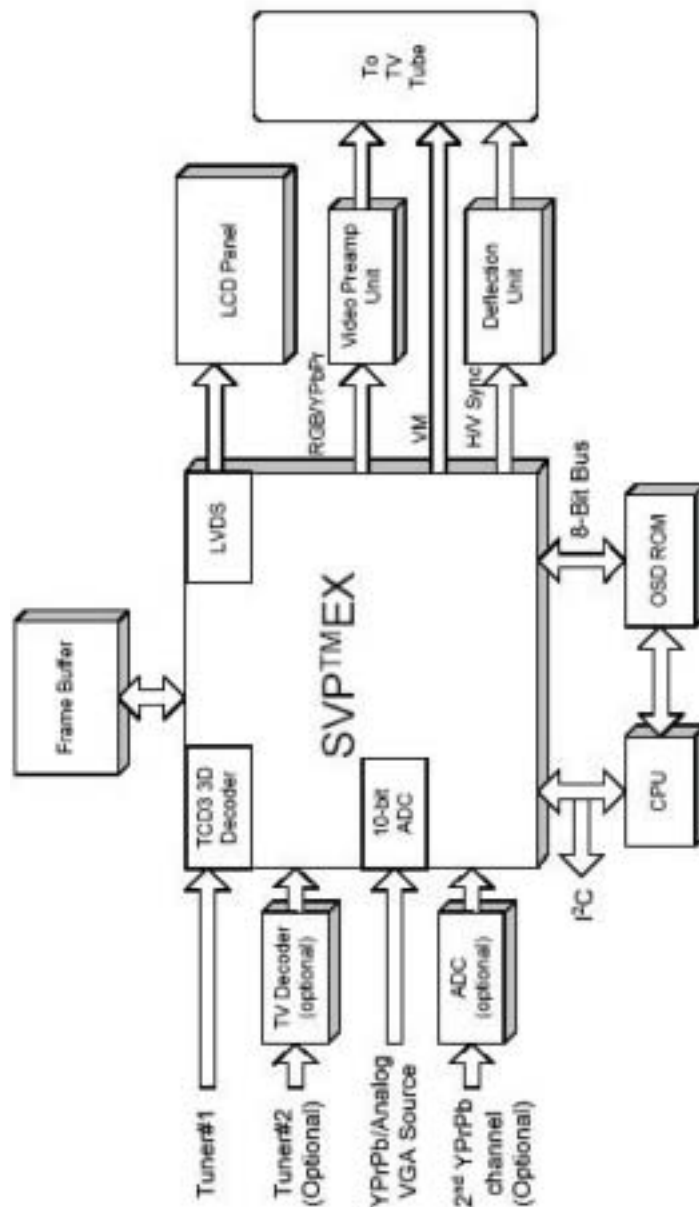 Frame Buffer
Tuner#1
TCD3 3D
Decoder
LVDS
LCD Panel
Tuner#2
(Optional)
TV Decoder
(optional)
SVP™EX
RGB/YPbPr
Video Preamp
Unit
To
TV
Tube
YPrPb/Analog
VGA Source
10-bit
ADC
VM
2nd YPrPb
channel
(Optional)
ADC
(optional)
H/V Sync
Deflection
Unit
I²C
8-Bit Bus
CPU
OSD ROM